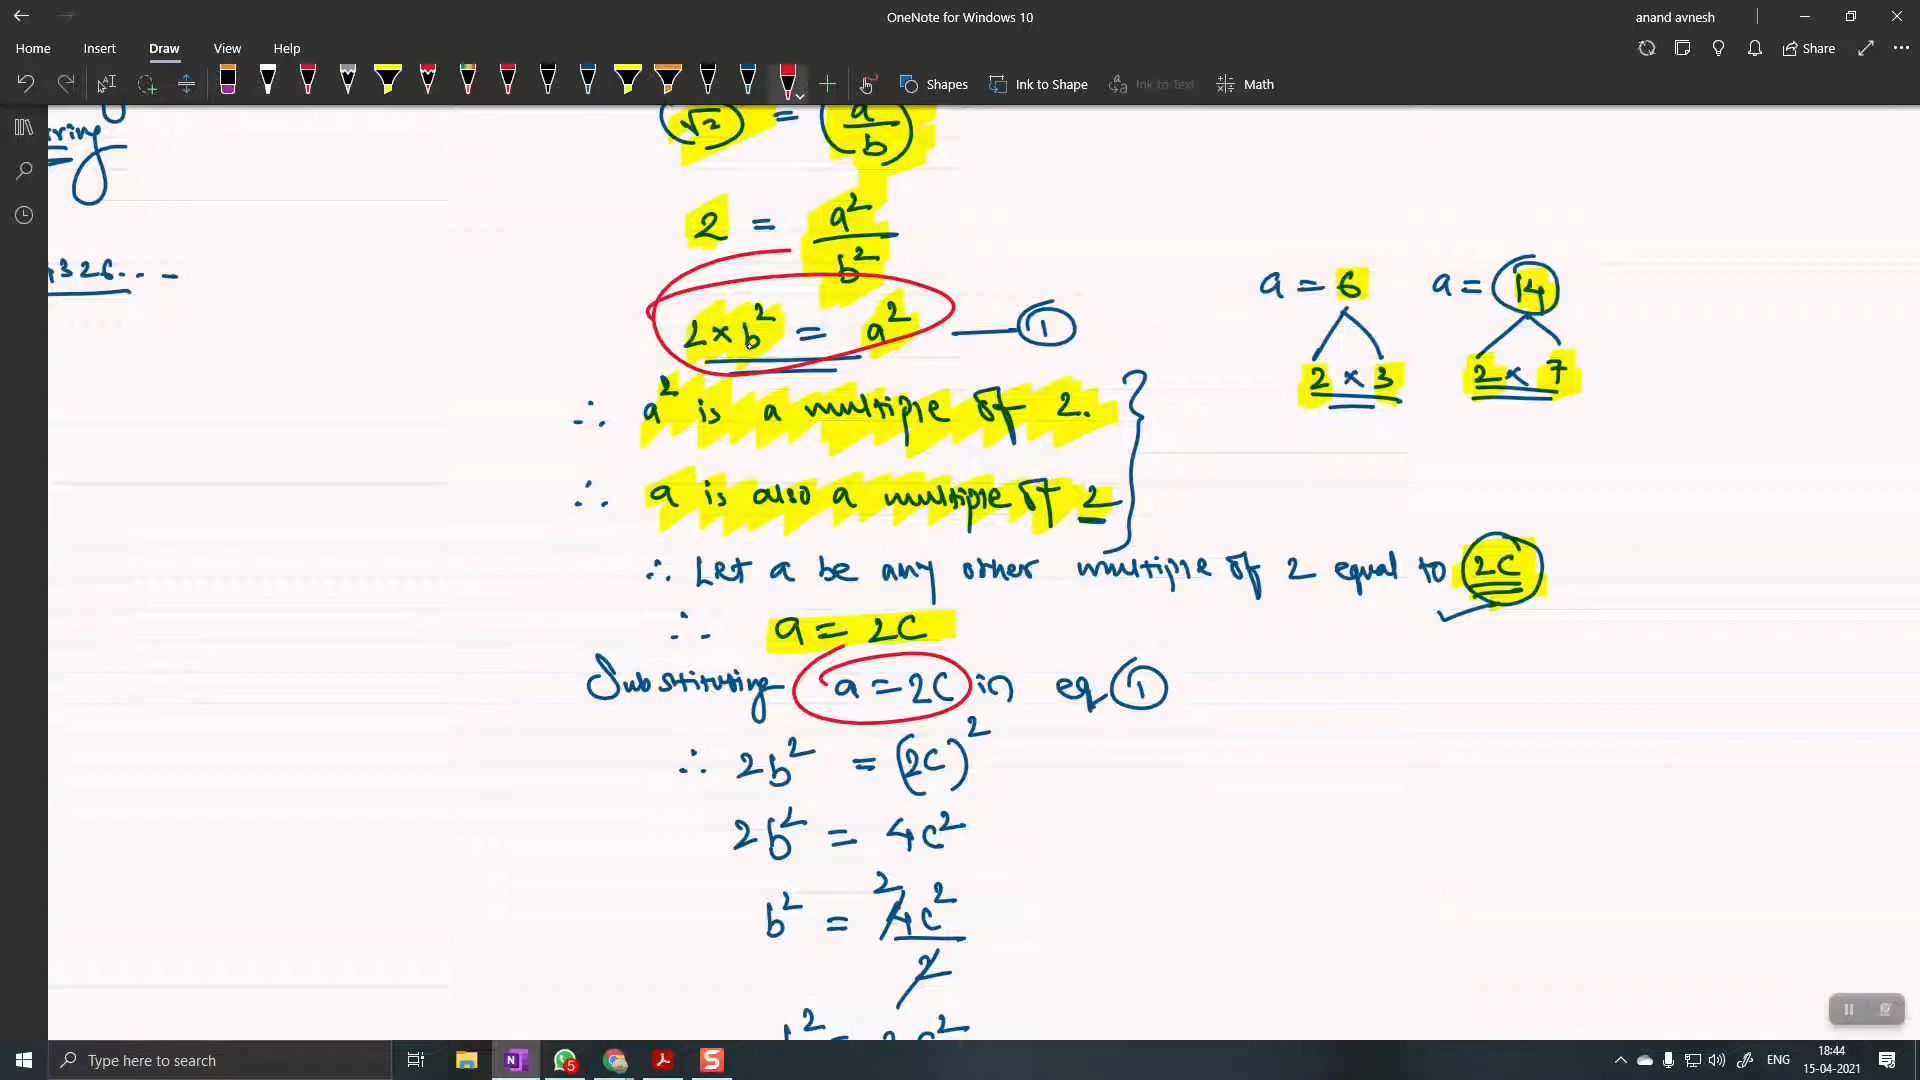 OneNote for Windows 10
anand avnesh
Home Insert Draw View Help
Share
Shapes
Ink to Shape
Ink to Text
Math
326...
√2 = (a/b)
2 = a²/b²
2 × b² = a² — ①
a = 6
2 × 3
a = 14
2 × 7
∴ a² is a multiple of 2.
∴ a is also a multiple of 2
∴ Let a be any other multiple of 2 equal to 2C
∴ a = 2C
Substituting a = 2C in eq ①
∴ 2b² = (2C)²
2b² = 4C²
b² = 4C²/2
2
Type here to search
5
ENG
18:44
15-04-2021